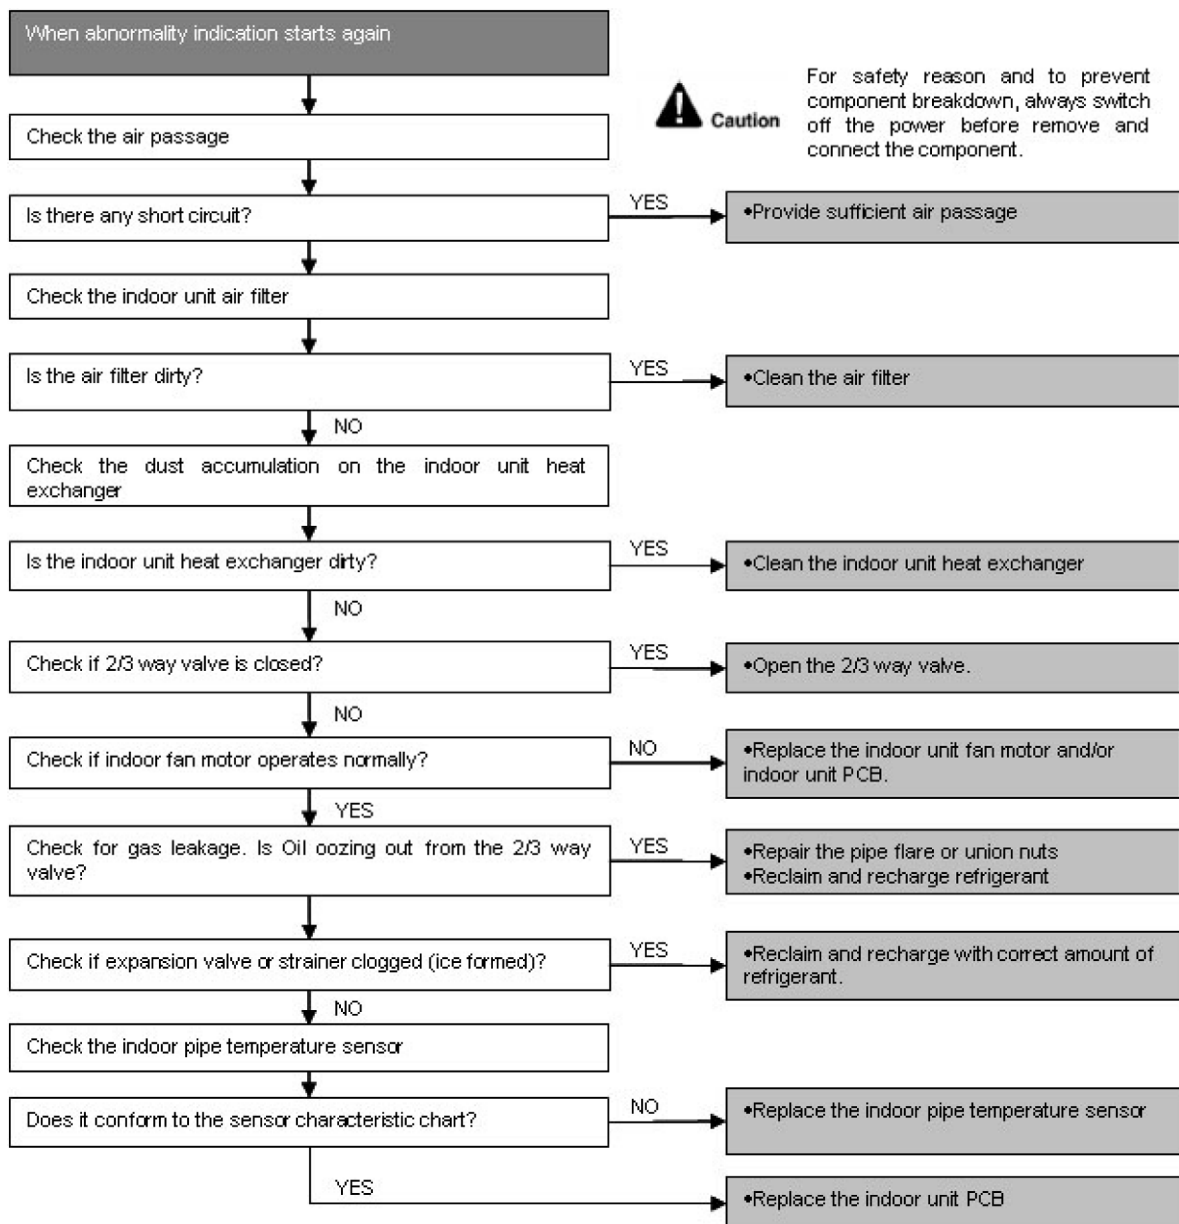 When abnormality indication starts again
For safety reason and to prevent
component breakdown, always switch
off the power before remove and
connect the component.
Caution
Check the air passage
Is there any short circuit?
YES
•Provide sufficient air passage
Check the indoor unit air filter
Is the air filter dirty?
YES
•Clean the air filter
NO
Check the dust accumulation on the indoor unit heat
exchanger
Is the indoor unit heat exchanger dirty?
YES
•Clean the indoor unit heat exchanger
NO
Check if 2/3 way valve is closed?
YES
•Open the 2/3 way valve.
NO
Check if indoor fan motor operates normally?
NO
•Replace the indoor unit fan motor and/or
indoor unit PCB.
YES
Check for gas leakage. Is Oil oozing out from the 2/3 way
valve?
YES
•Repair the pipe flare or union nuts
•Reclaim and recharge refrigerant
Check if expansion valve or strainer clogged (ice formed)?
YES
•Reclaim and recharge with correct amount of
refrigerant.
NO
Check the indoor pipe temperature sensor
Does it conform to the sensor characteristic chart?
NO
•Replace the indoor pipe temperature sensor
YES
•Replace the indoor unit PCB